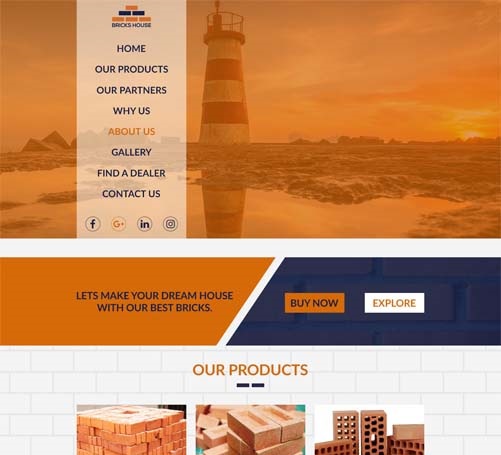 BRICKS HOUSE
HOME
OUR PRODUCTS
OUR PARTNERS
WHY US
ABOUT US
GALLERY
FIND A DEALER
CONTACT US
f G+ in
LETS MAKE YOUR DREAM HOUSE
WITH OUR BEST BRICKS.
BUY NOW
EXPLORE
OUR PRODUCTS